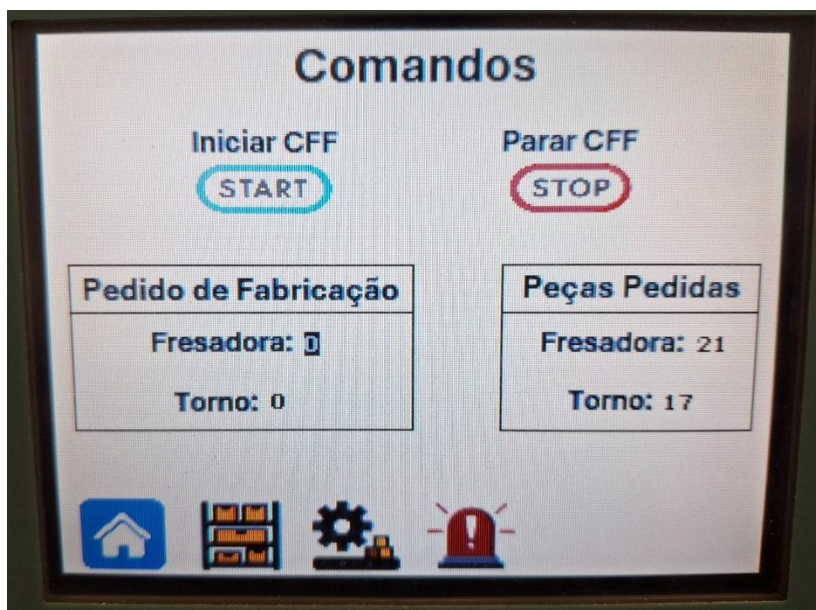 Comandos
Iniciar CFF
START
Parar CFF
STOP
Pedido de Fabricação
Fresadora: 0
Torno: 0
Peças Pedidas
Fresadora: 21
Torno: 17